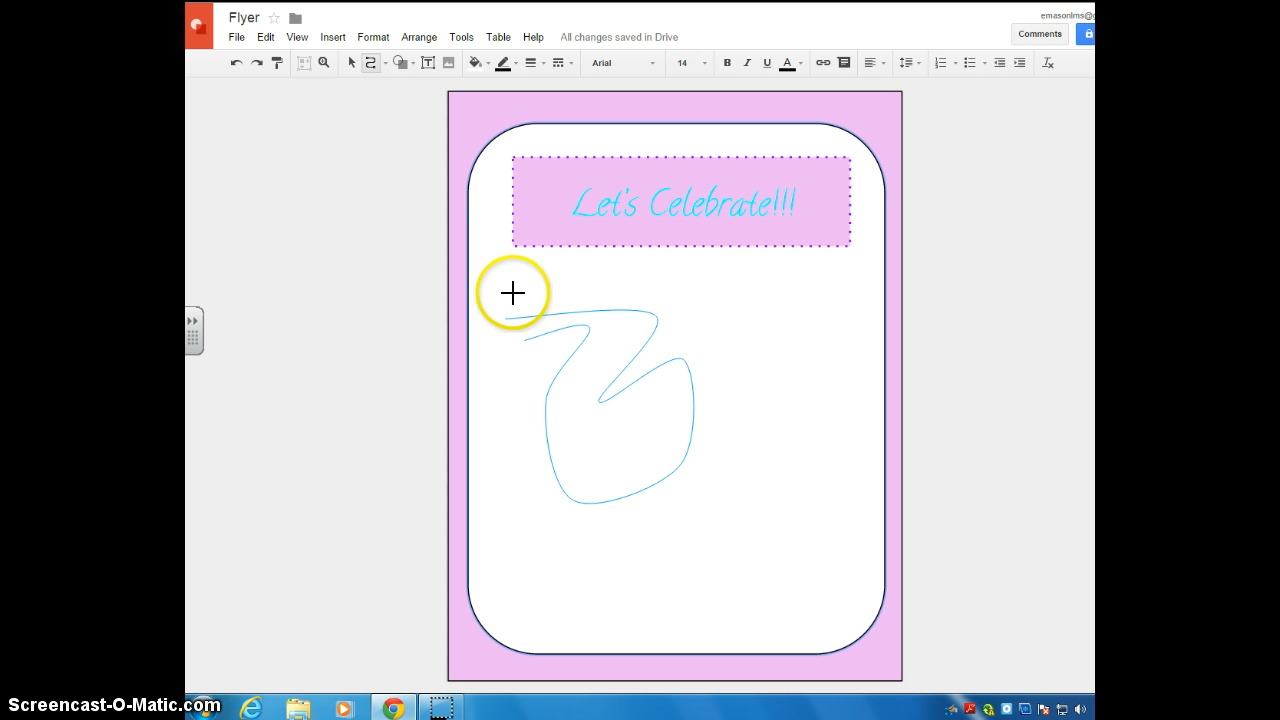 Flyer
emasonlms@g
File Edit View Insert Format Arrange Tools Table Help All changes saved in Drive
Comments
Arial 14 B I U A
Let's Celebrate!!!
Screencast-O-Matic.com